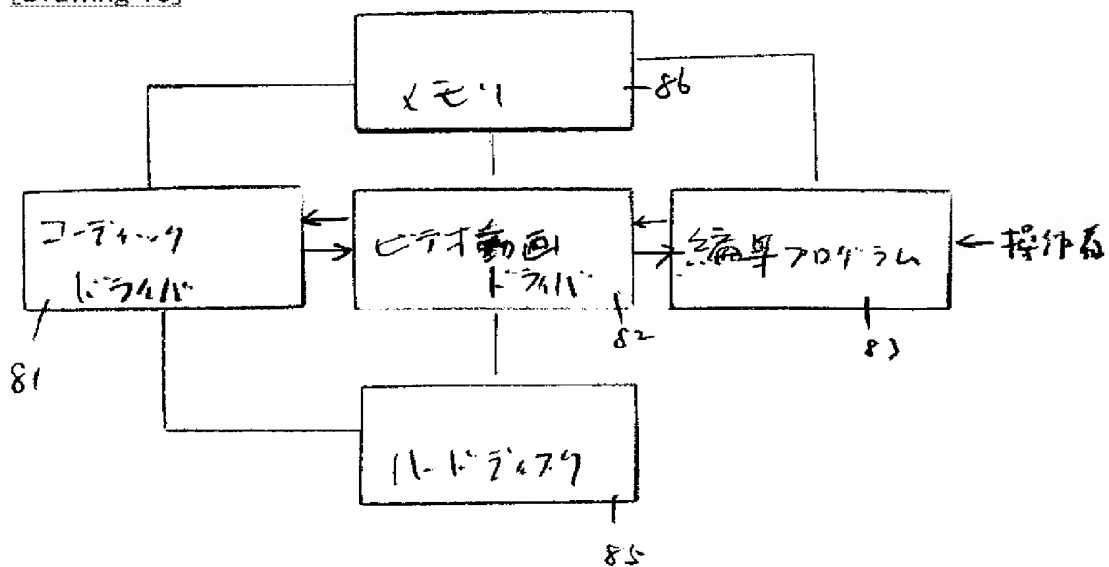 メモリ
86
コーディック
ドライバ
81
ビデオ動画
ドライバ
82
編集プログラム
83
←操作者
ハードディスク
85